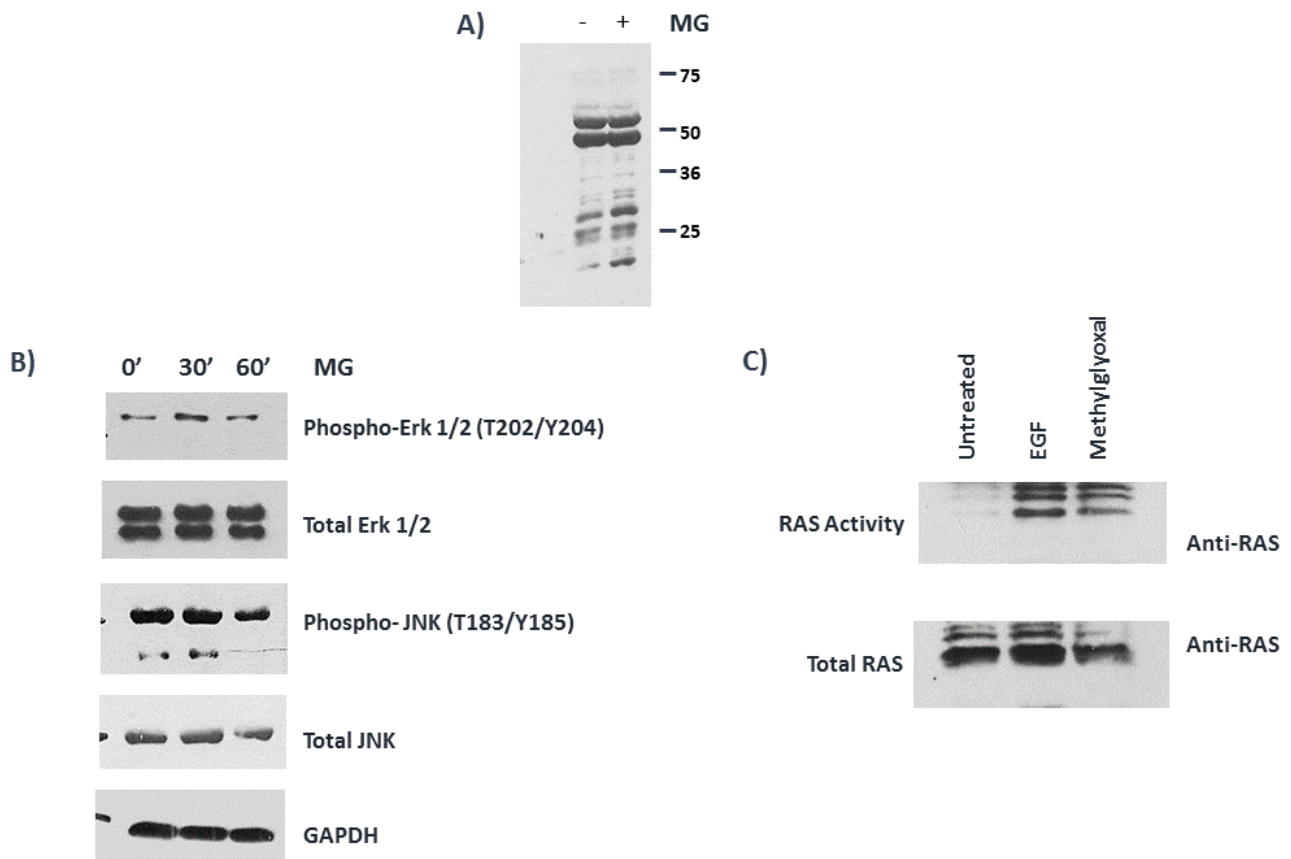 A)
- + MG
75
50
36
25
B)
0’ 30’ 60’ MG
Phospho-Erk 1/2 (T202/Y204)
Total Erk 1/2
Phospho- JNK (T183/Y185)
Total JNK
GAPDH
C)
Untreated
EGF
Methylglyoxal
RAS Activity
Anti-RAS
Total RAS
Anti-RAS